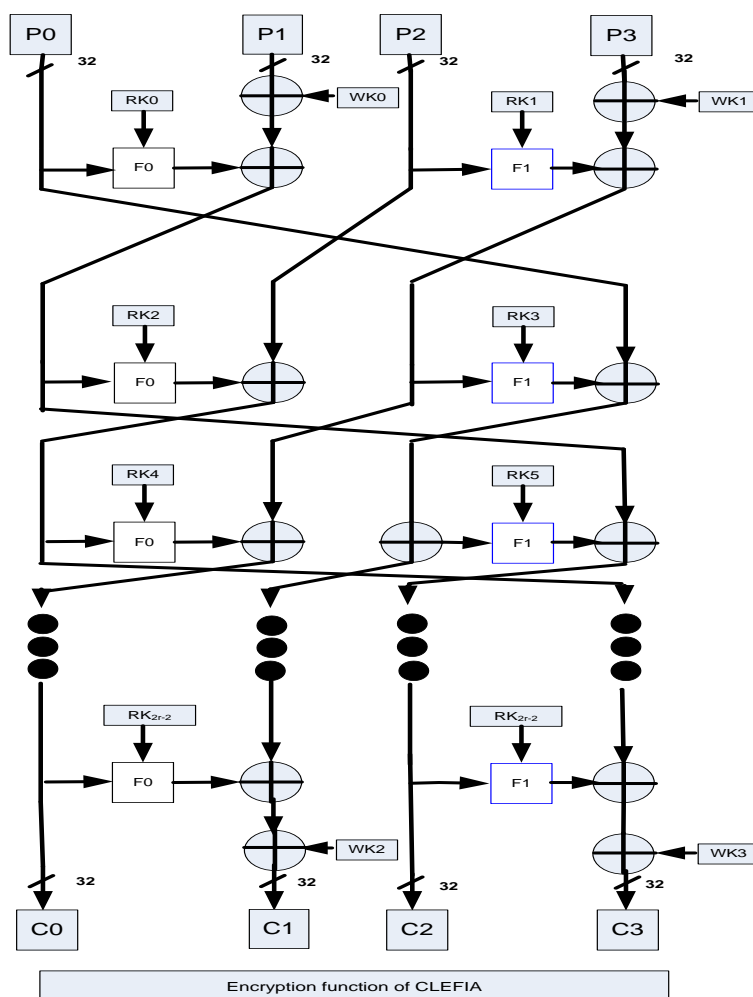 P0 P1 P2 P3
32 32 32
RK0 WK0 RK1 WK1
F0 F1
RK2 RK3
F0 F1
RK4 RK5
F0 F1
RK2r-2 RK2r-2
F0 F1
WK2 WK3
32 32 32 32
C0 C1 C2 C3
Encryption function of CLEFIA